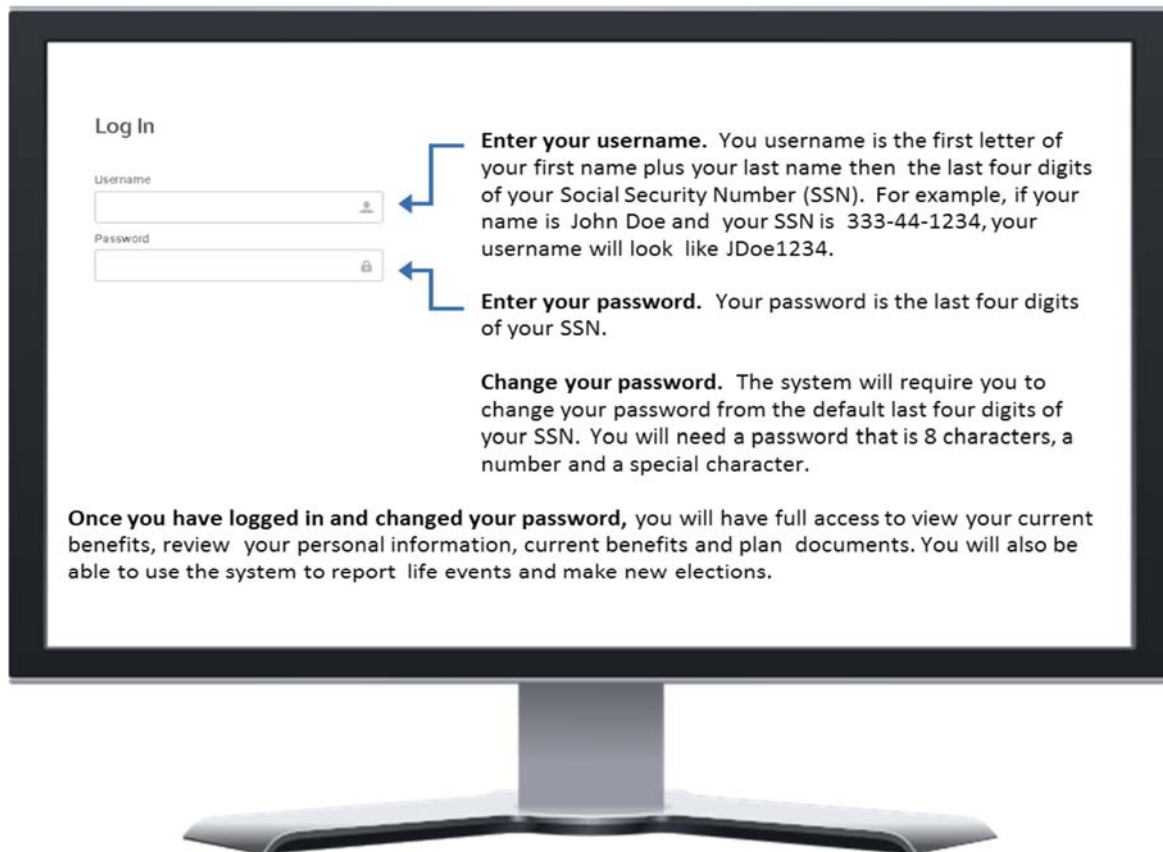 Log In
Username
Password
Enter your username. You username is the first letter of
your first name plus your last name then the last four digits
of your Social Security Number (SSN). For example, if your
name is John Doe and your SSN is 333-44-1234, your
username will look like JDoe1234.
Enter your password. Your password is the last four digits
of your SSN.
Change your password. The system will require you to
change your password from the default last four digits of
your SSN. You will need a password that is 8 characters, a
number and a special character.
Once you have logged in and changed your password, you will have full access to view your current
benefits, review your personal information, current benefits and plan documents. You will also be
able to use the system to report life events and make new elections.